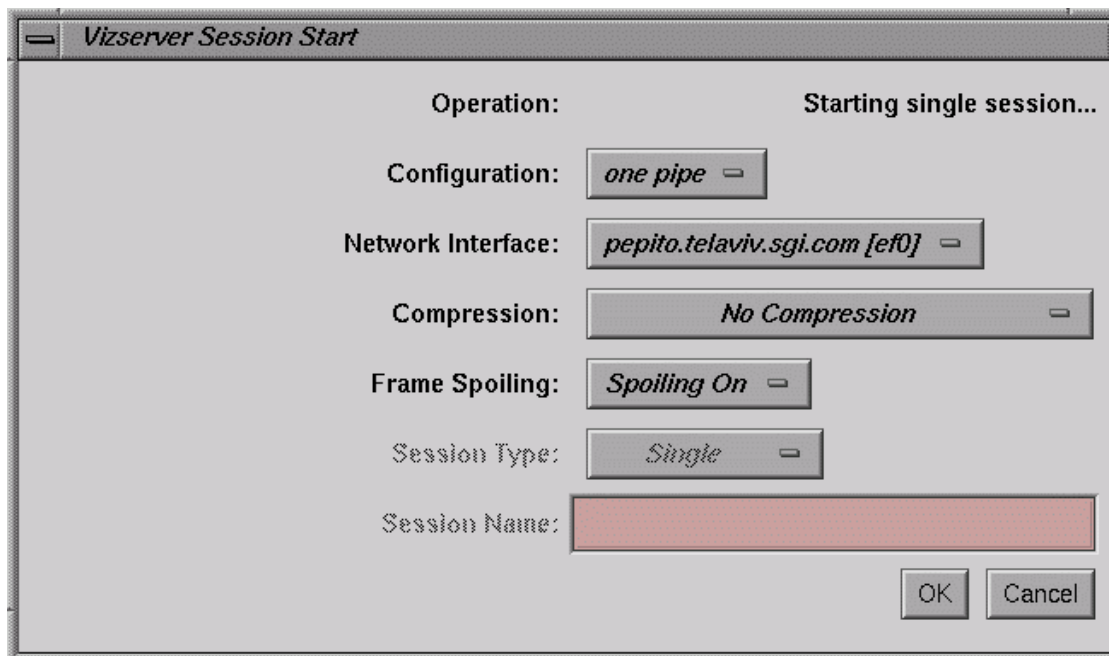 Vizserver Session Start
Operation: Starting single session...
Configuration: one pipe
Network Interface: pepito.telaviv.sgi.com [ef0]
Compression: No Compression
Frame Spoiling: Spoiling On
Session Type: Single
Session Name:
OK Cancel